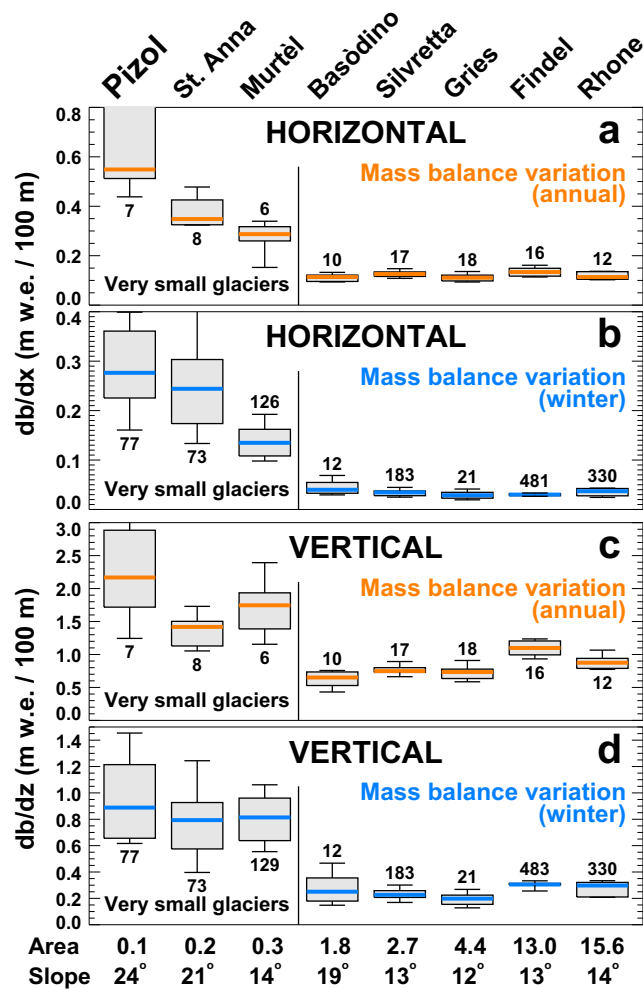 Pizol St. Anna Murtèl Basòdino Silvretta Gries Findel Rhone
HORIZONTAL a
Mass balance variation
(annual)
0.8
0.6
0.4
0.2
0.0
7 8 6 10 17 18 16 12
Very small glaciers
db/dx (m w.e. / 100 m)
HORIZONTAL b
Mass balance variation
(winter)
0.4
0.3
0.2
0.1
0.0
77 73 126 12 183 21 481 330
Very small glaciers
VERTICAL c
Mass balance variation
(annual)
3.0
2.5
2.0
1.5
1.0
0.5
0.0
7 8 6 10 17 18 16 12
Very small glaciers
db/dz (m w.e. / 100 m)
VERTICAL d
Mass balance variation
(winter)
1.4
1.2
1.0
0.8
0.6
0.4
0.2
0.0
77 73 129 12 183 21 483 330
Very small glaciers
Area 0.1 0.2 0.3 1.8 2.7 4.4 13.0 15.6
Slope 24° 21° 14° 19° 13° 12° 13° 14°